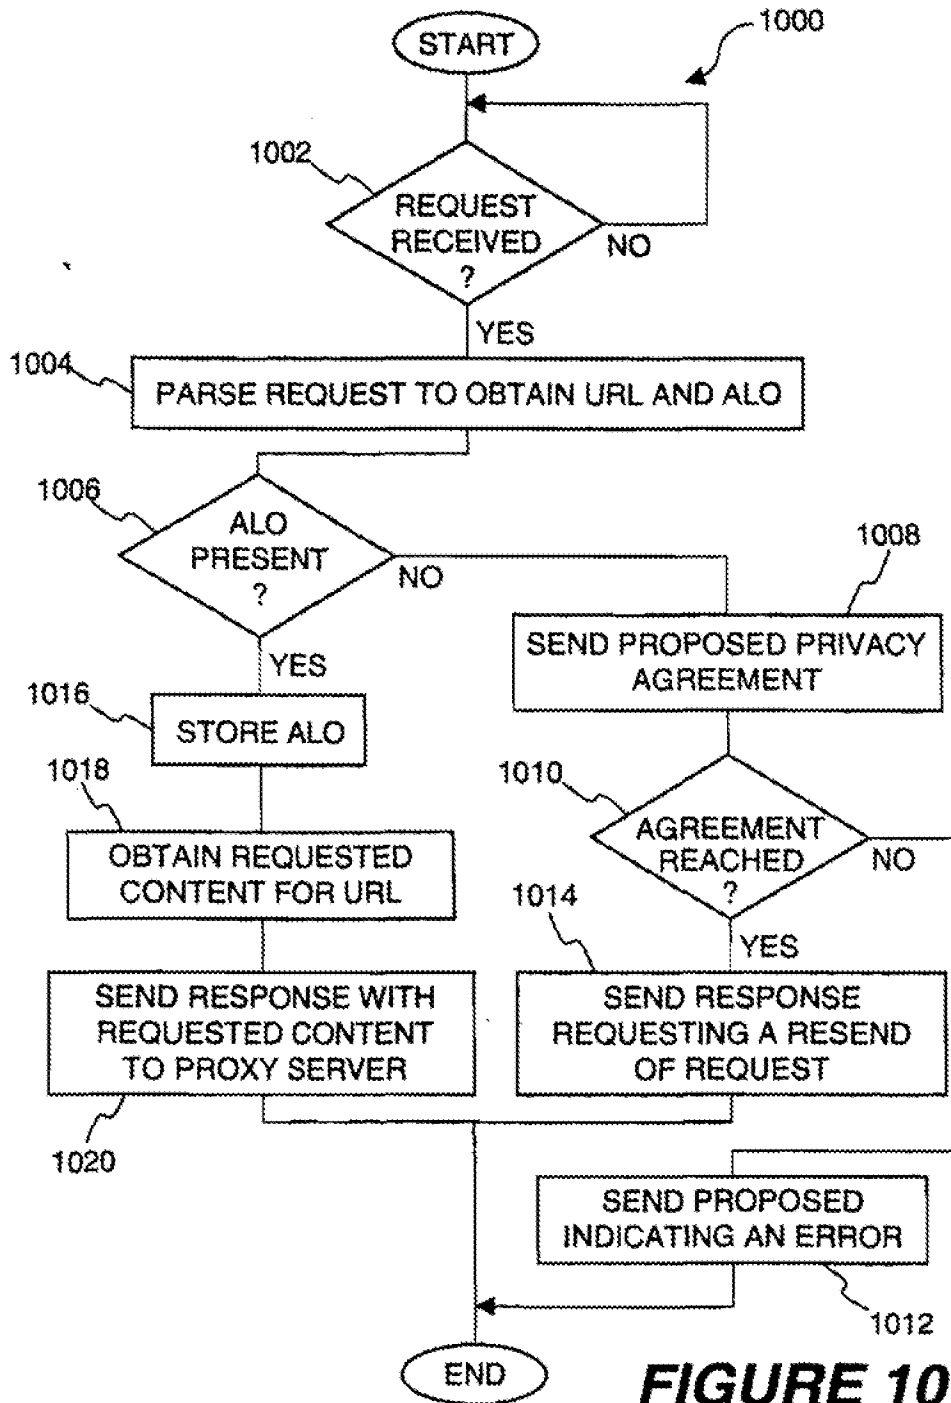 START
1000
1002
REQUEST
RECEIVED
?
NO
YES
1004
PARSE REQUEST TO OBTAIN URL AND ALO
1006
ALO
PRESENT
?
NO
YES
1008
SEND PROPOSED PRIVACY
AGREEMENT
1016
STORE ALO
1010
AGREEMENT
REACHED
?
NO
YES
1018
OBTAIN REQUESTED
CONTENT FOR URL
1014
SEND RESPONSE WITH
REQUESTED CONTENT
TO PROXY SERVER
1020
SEND RESPONSE
REQUESTING A RESEND
OF REQUEST
SEND PROPOSED
INDICATING AN ERROR
1012
END
FIGURE 10